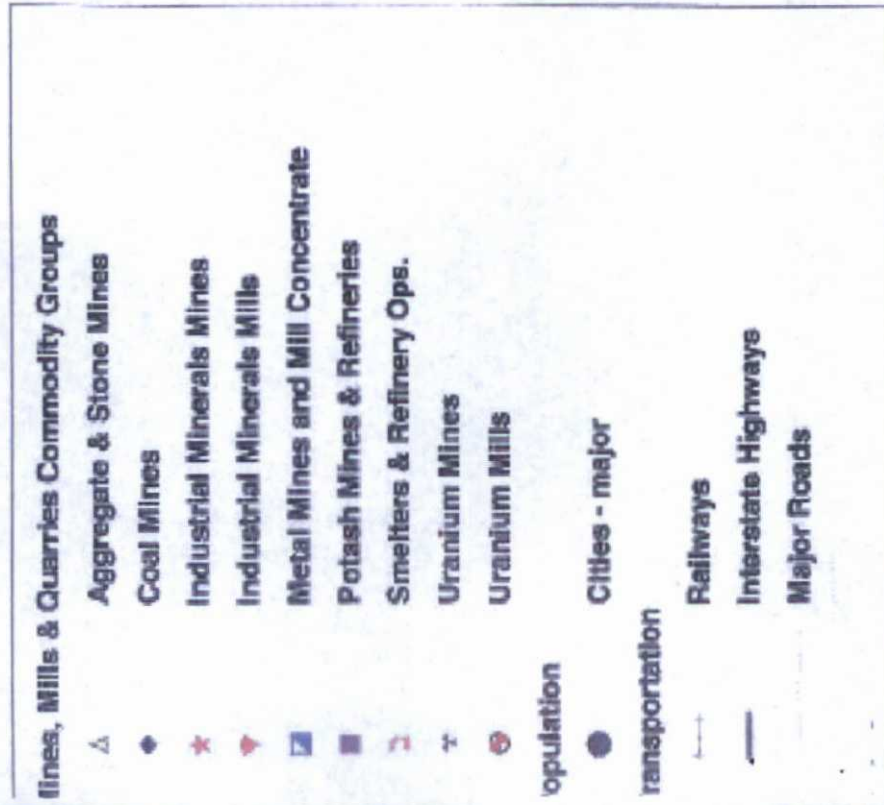 lines, Mills & Quarries Commodity Groups
Aggregate & Stone Mines
Coal Mines
Industrial Minerals Mines
Industrial Minerals Mills
Metal Mines and Mill Concentrate
Potash Mines & Refineries
Smelters & Refinery Ops.
Uranium Mines
Uranium Mills
opulation
Cities - major
ransportation
Railways
Interstate Highways
Major Roads